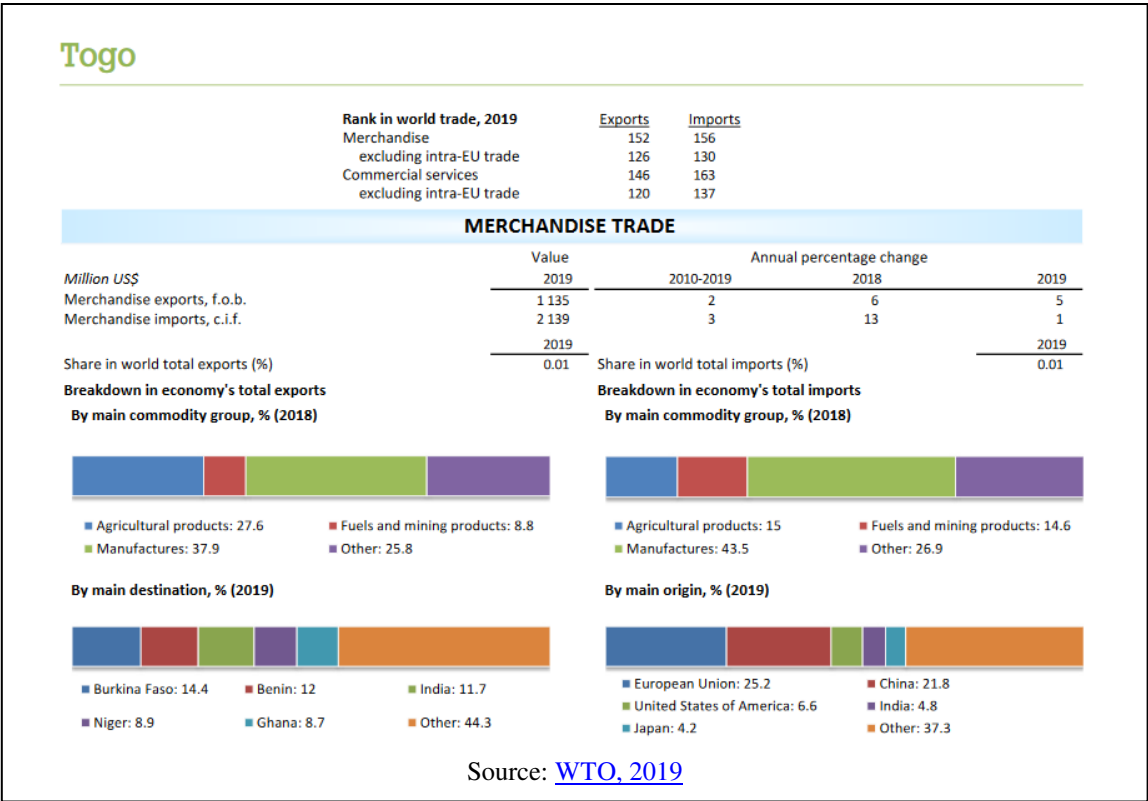 Togo
Rank in world trade, 2019 Exports Imports
Merchandise 152 156
excluding intra-EU trade 126 130
Commercial services 146 163
excluding intra-EU trade 120 137
MERCHANDISE TRADE
Value Annual percentage change
Million US$ 2019 2010-2019 2018 2019
Merchandise exports, f.o.b. 1 135 2 6 5
Merchandise imports, c.i.f. 2 139 3 13 1
2019 2019
Share in world total exports (%) 0.01 Share in world total imports (%) 0.01
Breakdown in economy's total exports Breakdown in economy's total imports
By main commodity group, % (2018) By main commodity group, % (2018)
Agricultural products: 27.6 Fuels and mining products: 8.8 Agricultural products: 15 Fuels and mining products: 14.6
Manufactures: 37.9 Other: 25.8 Manufactures: 43.5 Other: 26.9
By main destination, % (2019) By main origin, % (2019)
Burkina Faso: 14.4 Benin: 12 India: 11.7 European Union: 25.2 China: 21.8
United States of America: 6.6 India: 4.8
Niger: 8.9 Ghana: 8.7 Other: 44.3 Japan: 4.2 Other: 37.3
Source: WTO, 2019